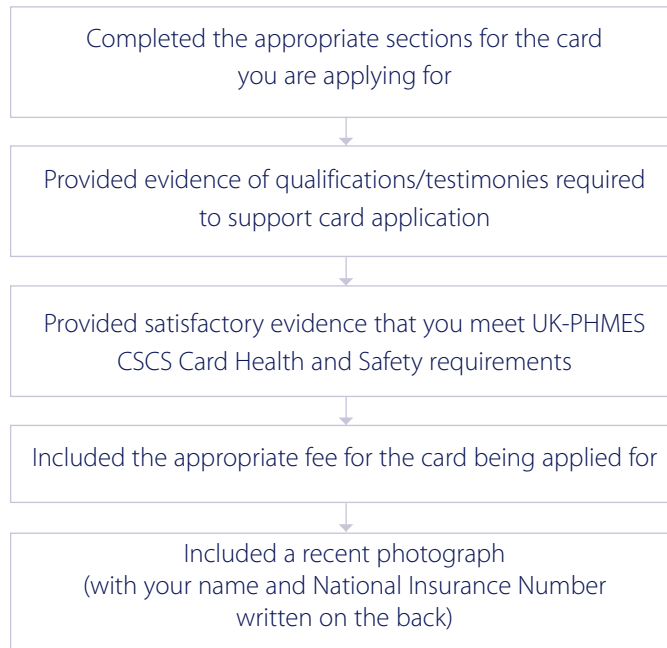 Completed the appropriate sections for the card
you are applying for
Provided evidence of qualifications/testimonies required
to support card application
Provided satisfactory evidence that you meet UK-PHMES
CSCS Card Health and Safety requirements
Included the appropriate fee for the card being applied for
Included a recent photograph
(with your name and National Insurance Number
written on the back)